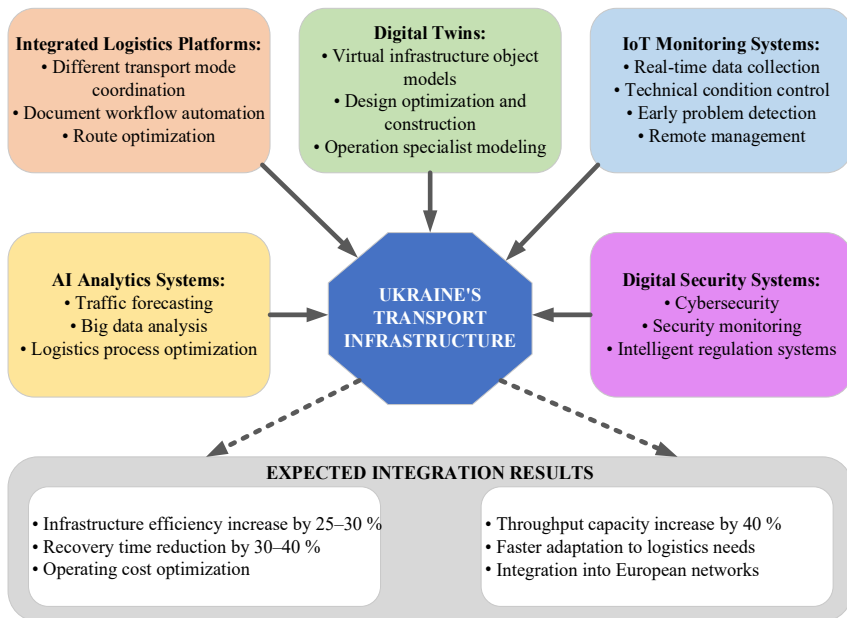 Integrated Logistics Platforms:
• Different transport mode
coordination
• Document workflow automation
• Route optimization
Digital Twins:
• Virtual infrastructure object
models
• Design optimization and
construction
• Operation specialist modeling
IoT Monitoring Systems:
• Real-time data collection
• Technical condition control
• Early problem detection
• Remote management
AI Analytics Systems:
• Traffic forecasting
• Big data analysis
• Logistics process optimization
UKRAINE'S
TRANSPORT
INFRASTRUCTURE
Digital Security Systems:
• Cybersecurity
• Security monitoring
• Intelligent regulation systems
EXPECTED INTEGRATION RESULTS
• Infrastructure efficiency increase by 25–30 %
• Recovery time reduction by 30–40 %
• Operating cost optimization
• Throughput capacity increase by 40 %
• Faster adaptation to logistics needs
• Integration into European networks